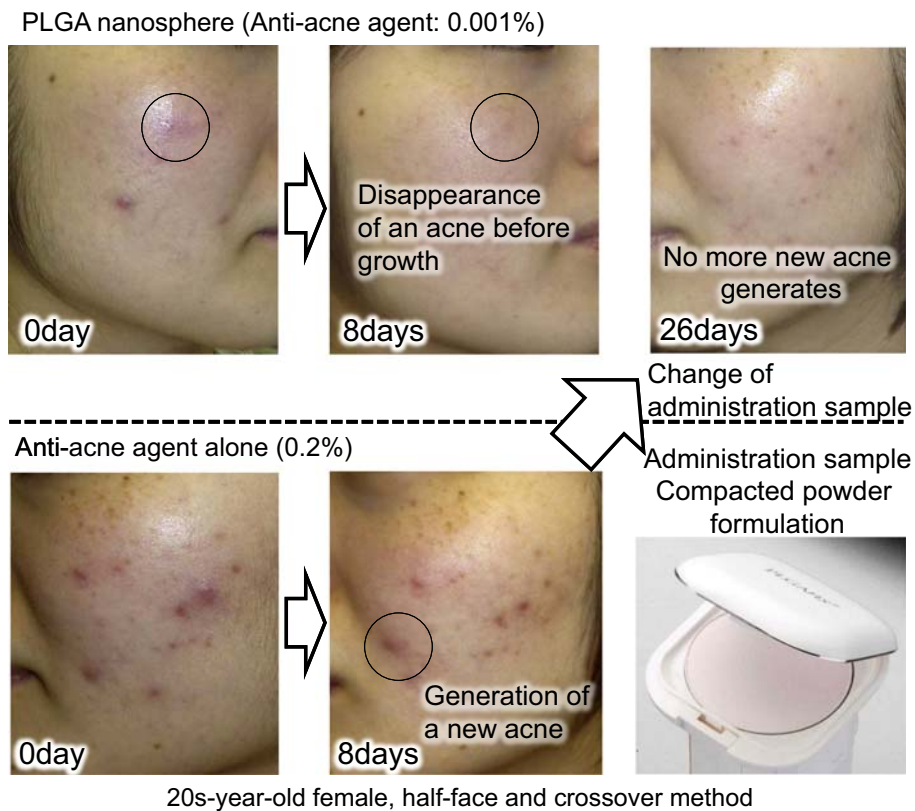 PLGA nanosphere (Anti-acne agent: 0.001%)
Disappearance
of an acne before
growth
No more new acne
generates
0day
8days
26days
Change of
administration sample
Anti-acne agent alone (0.2%)
Administration sample
Compacted powder
formulation
Generation of
a new acne
0day
8days
20s-year-old female, half-face and crossover method